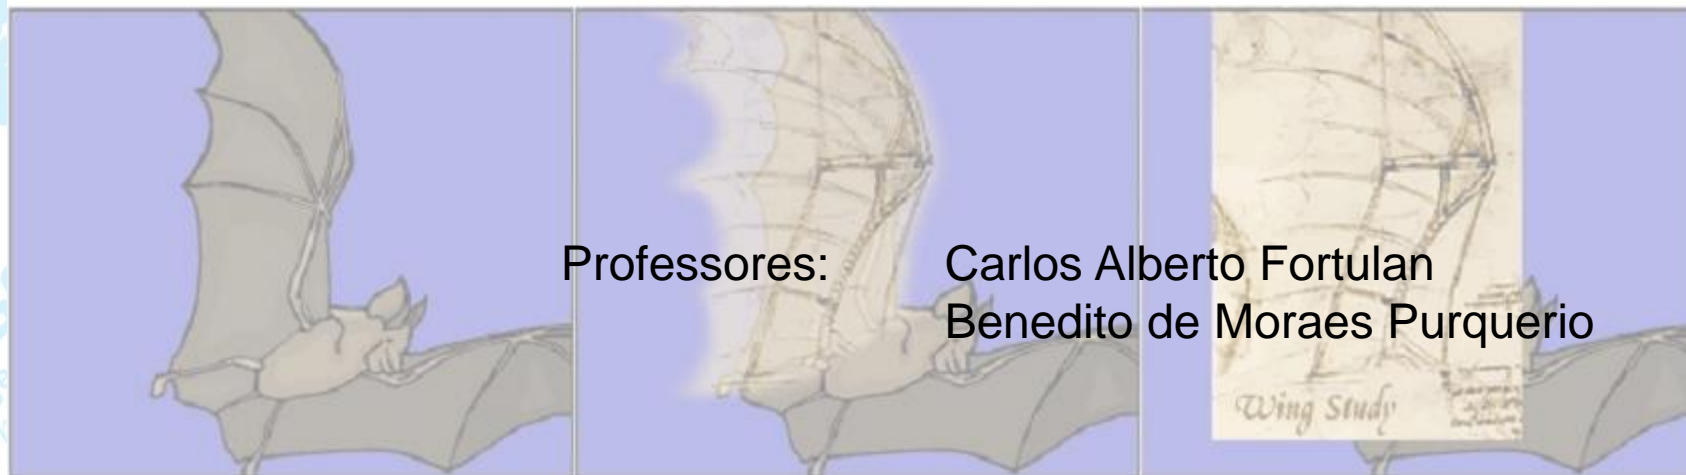 Professores: Carlos Alberto Fortulan
Benedito de Moraes Purquerio
Wing Study